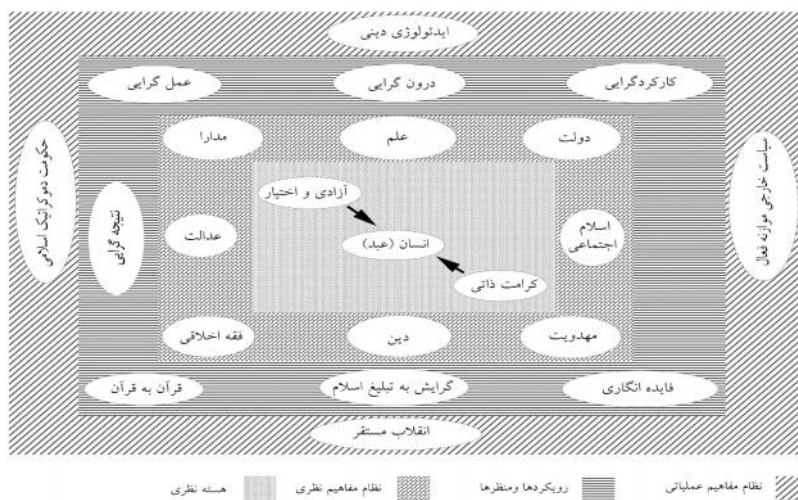 ایدئولوژی دینی
کارکردگرایی
درون گرایی
عمل گرایی
دولت
علم
مدارا
آزادی و اختیار
سیاست خارجی موازنه فعال
اسلام
اجتماعی
انسان (عبد)
عدالت
نتیجه گرایی
حکومت دموکراتیک اسلامی
کرامت ذاتی
مهدویت
دین
فقه اخلاقی
فایده انگاری
گرایش به تبلیغ اسلام
قرآن به قرآن
انقلاب مستقر
نظام مفاهیم عملیاتی
رویکردها ومنظرها
نظام مفاهیم نظری
هسته نظری